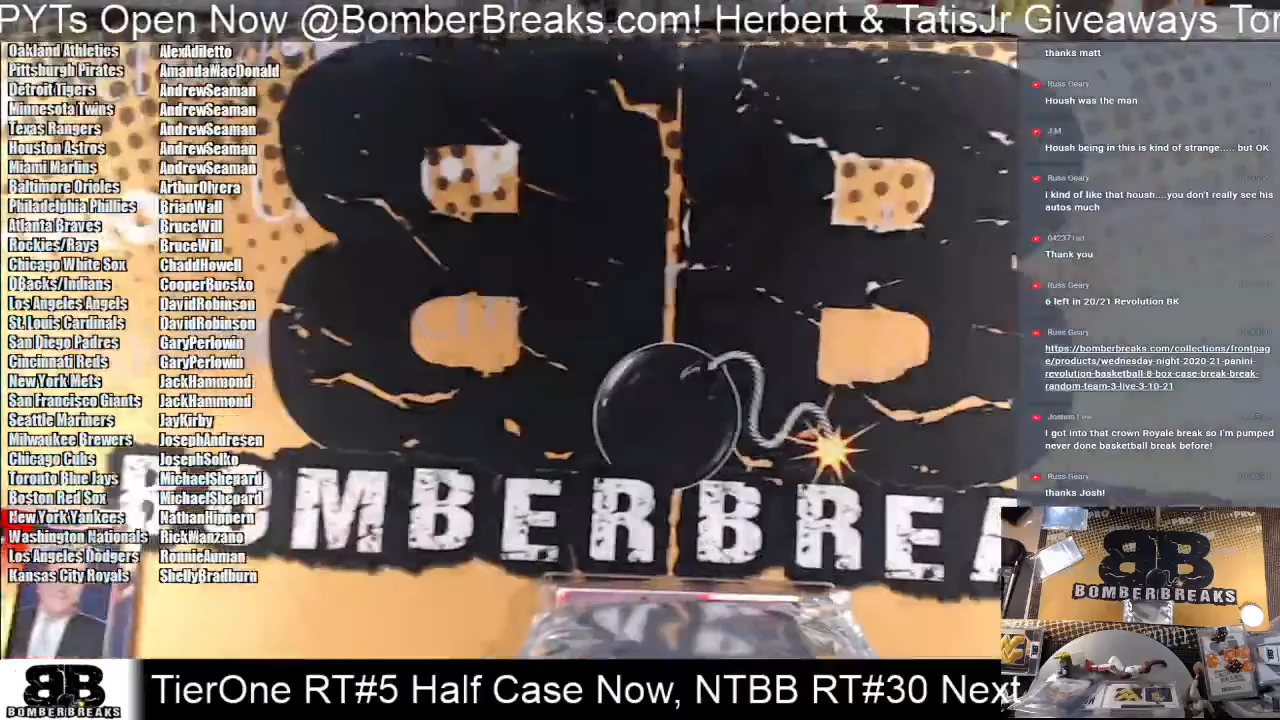 PYTs Open Now @BomberBreaks.com! Herbert & TatisJr Giveaways Tor
Oakland Athletics AlexAdiletto
Pittsburgh Pirates AmandaMacDonald
Detroit Tigers AndrewSeaman
Minnesota Twins AndrewSeaman
Texas Rangers AndrewSeaman
Houston Astros AndrewSeaman
Miami Marlins AndrewSeaman
Baltimore Orioles ArthurOlvera
Philadelphia Phillies BrianWall
Atlanta Braves BruceWill
Rockies/Rays BruceWill
Chicago White Sox ChaddHowell
DBacks/Indians CooperBucsko
Los Angeles Angels DavidRobinson
St. Louis Cardinals DavidRobinson
San Diego Padres GaryPerlowin
Cincinnati Reds GaryPerlowin
New York Mets JackHammond
San Francisco Giants JackHammond
Seattle Mariners JayKirby
Milwaukee Brewers JosephAndresen
Chicago Cubs JosephSolko
Toronto Blue Jays MichaelShepard
Boston Red Sox MichaelShepard
New York Yankees NathanHippern
Washington Nationals RickManzano
Los Angeles Dodgers RonnieAuman
Kansas City Royals ShellyBradburn
BOMBERBREA
thanks matt
Russ Geary
Housh was the man
J M
Housh being in this is kind of strange..... but OK
Russ Geary
i kind of like that housh....you don't really see his
autos much
Thank you
Russ Geary
6 left in 20/21 Revolution BK
Russ Geary
https://bomberbreaks.com/collections/frontpag
e/products/wednesday-night-2020-21-panini-
revolution-basketball-8-box-case-break-break-
random-team-3-live-3-10-21
I got into that crown Royale break so I'm pumped
never done basketball break before!
Russ Geary
thanks Josh!
BOMBERBREAKS
BOMBERBREAKS
TierOne RT#5 Half Case Now, NTBB RT#30 Next